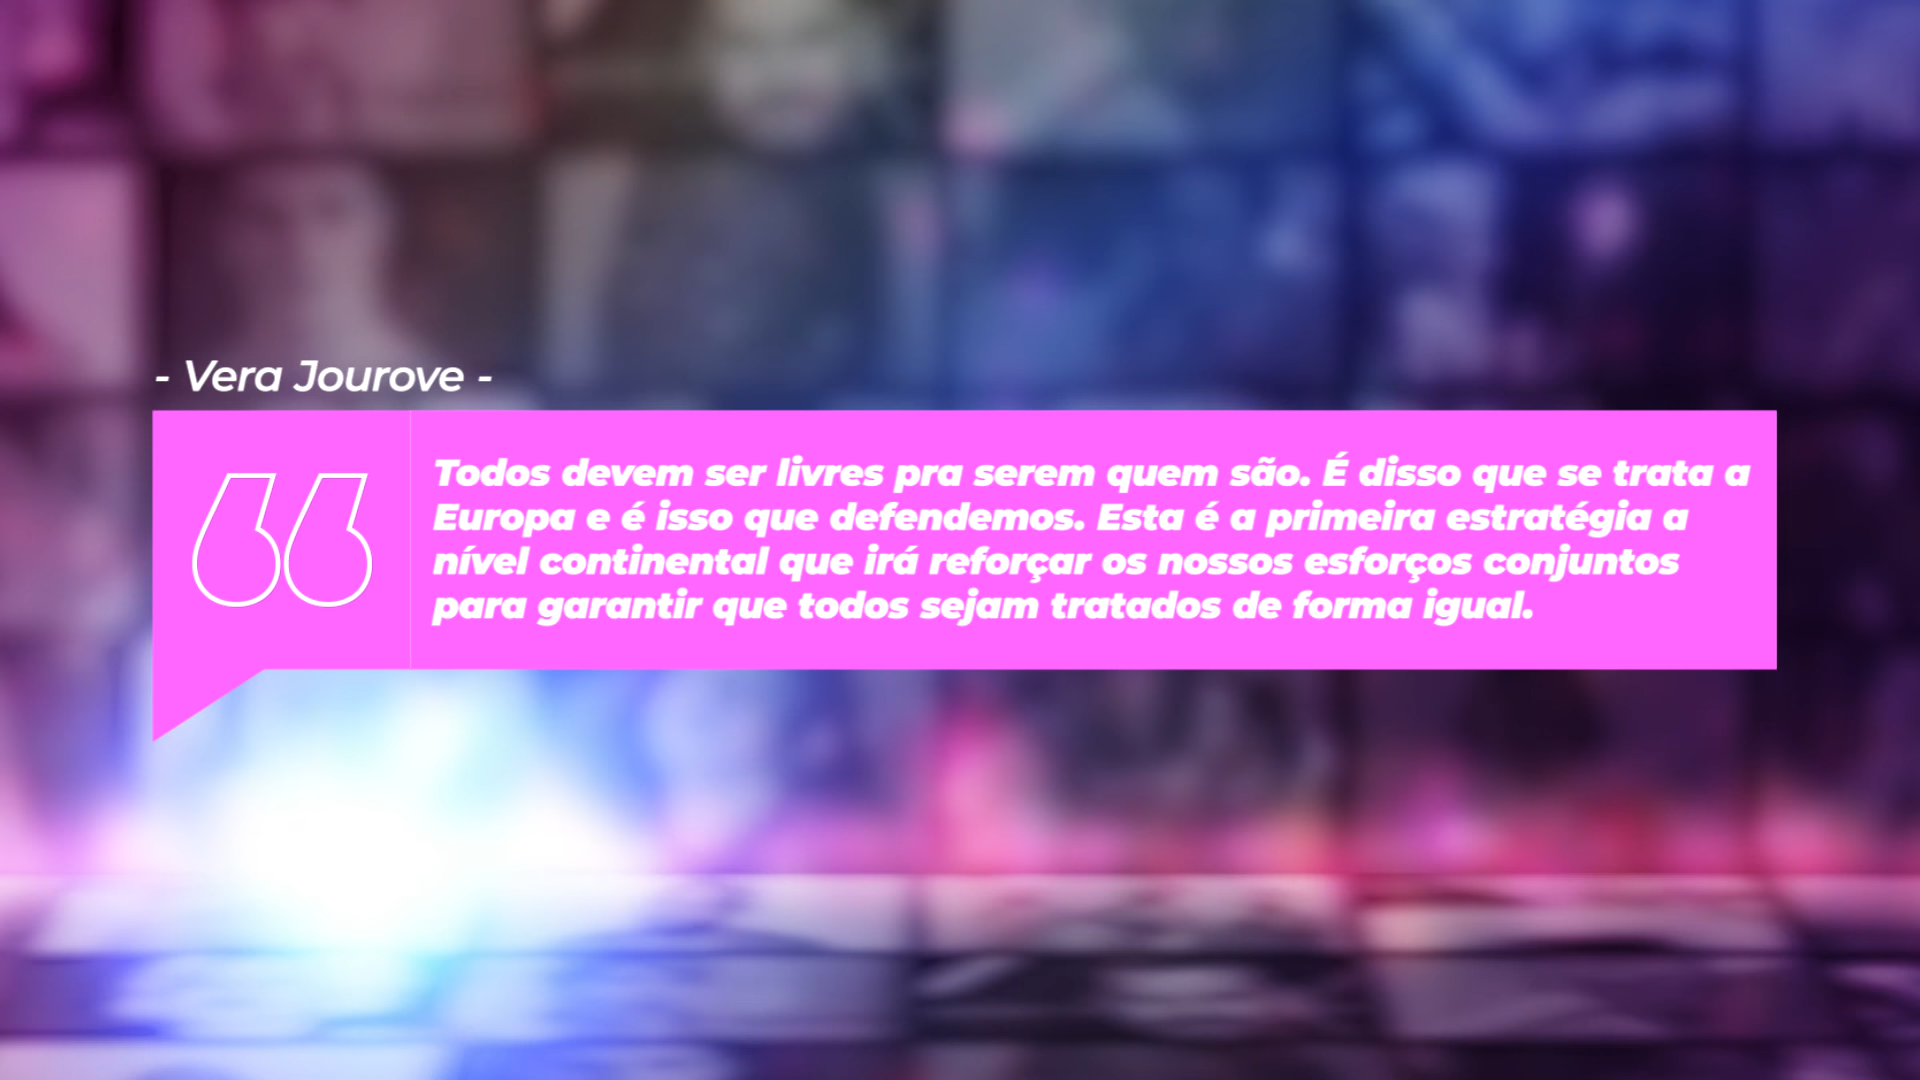 - Vera Jourove -
Todos devem ser livres pra serem quem são. É disso que se trata a
Europa e é isso que defendemos. Esta é a primeira estratégia a
nível continental que irá reforçar os nossos esforços conjuntos
para garantir que todos sejam tratados de forma igual.